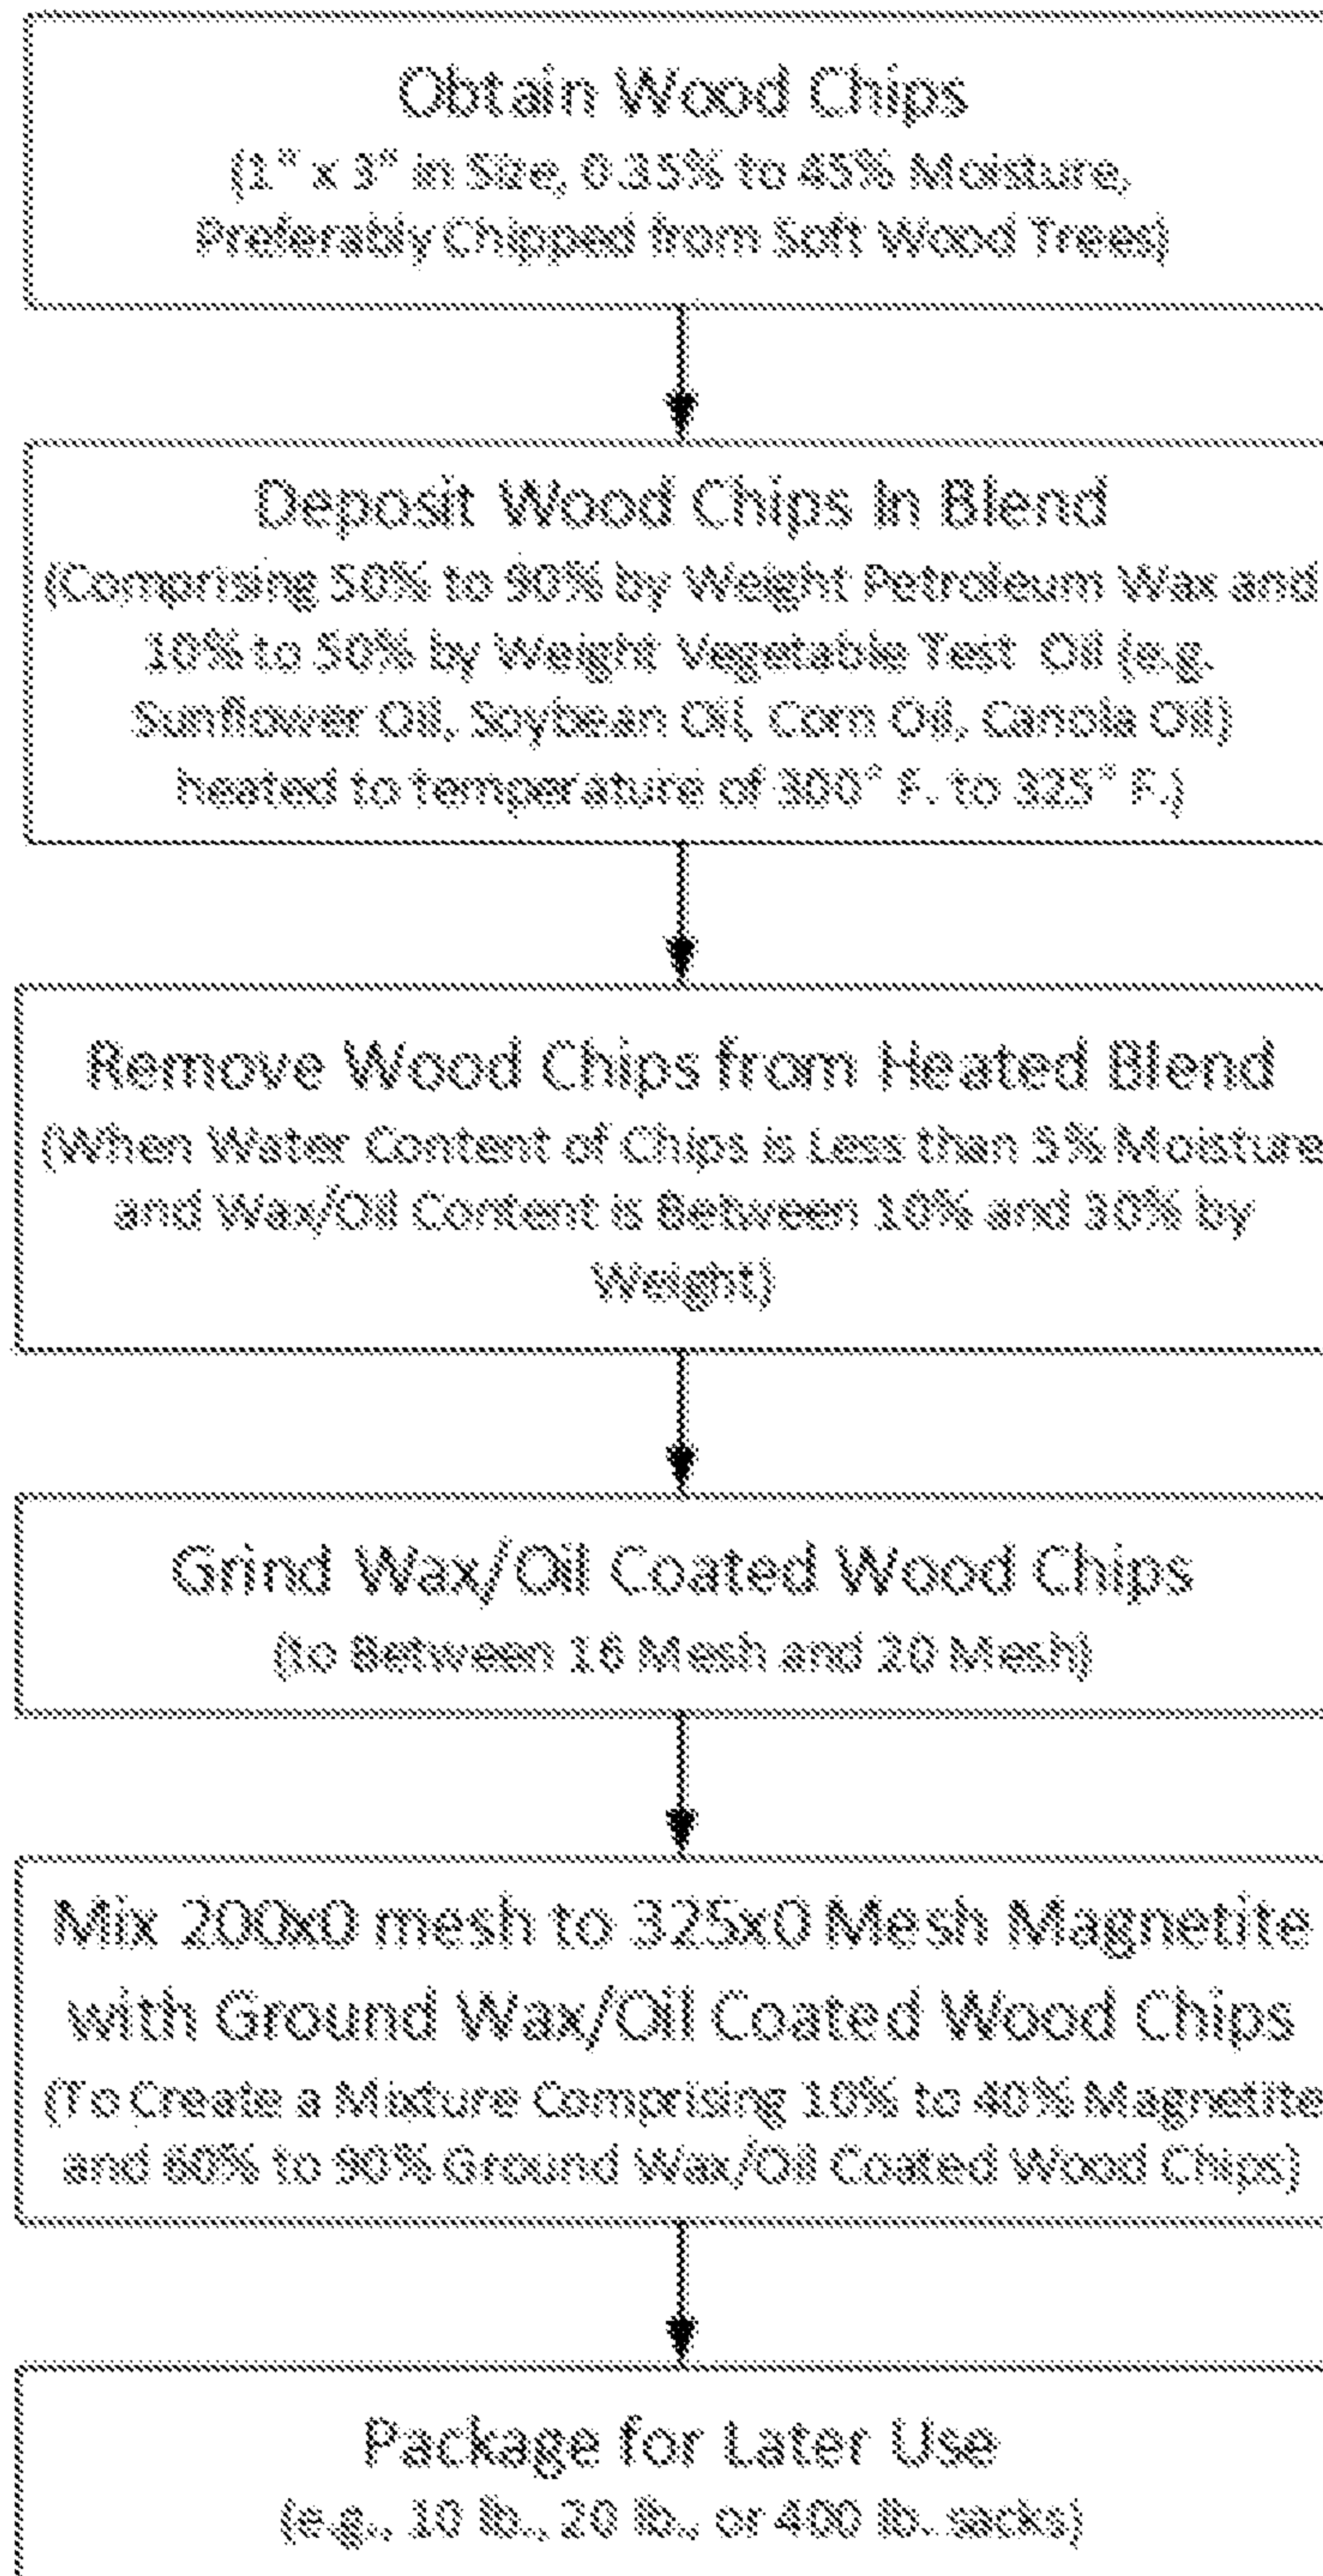 Obtain Wood Chips
(1" x 3" in Size, 0.35% to 45% Moisture,
Preferably Chipped from Soft Wood Trees)
Deposit Wood Chips In Blend
(Comprising 50% to 90% by Weight Petroleum Wax and
10% to 50% by Weight Vegetable Test Oil (e.g.
Sunflower Oil, Soybean Oil, Corn Oil, Canola Oil)
heated to temperature of 300° F. to 325° F.)
Remove Wood Chips from Heated Blend
(When Water Content of Chips is Less than 5% Moisture
and Wax/Oil Content is Between 10% and 30% by
Weight)
Grind Wax/Oil Coated Wood Chips
(to Between 16 Mesh and 20 Mesh)
Mix 200x0 mesh to 325x0 Mesh Magnetite
with Ground Wax/Oil Coated Wood Chips
(To Create a Mixture Comprising 10% to 40% Magnetite
and 60% to 90% Ground Wax/Oil Coated Wood Chips)
Package for Later Use
(e.g., 10 lb., 20 lb., or 400 lb. sacks)